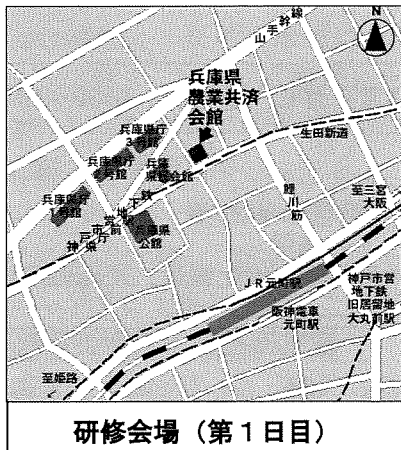 N
山手幹線
兵庫県
農業共済
会館
兵庫県庁
3号館
生田新道
兵庫県庁
2号館
兵庫
県民会館
兵庫県庁
1号館
神戸市営地下鉄
県庁前駅
兵庫県
公館
鯉川筋
至三宮
大阪
JR元町駅
阪神電車
元町駅
神戸市営
地下鉄
旧居留地
大丸前駅
至姫路
研修会場（第１日目）